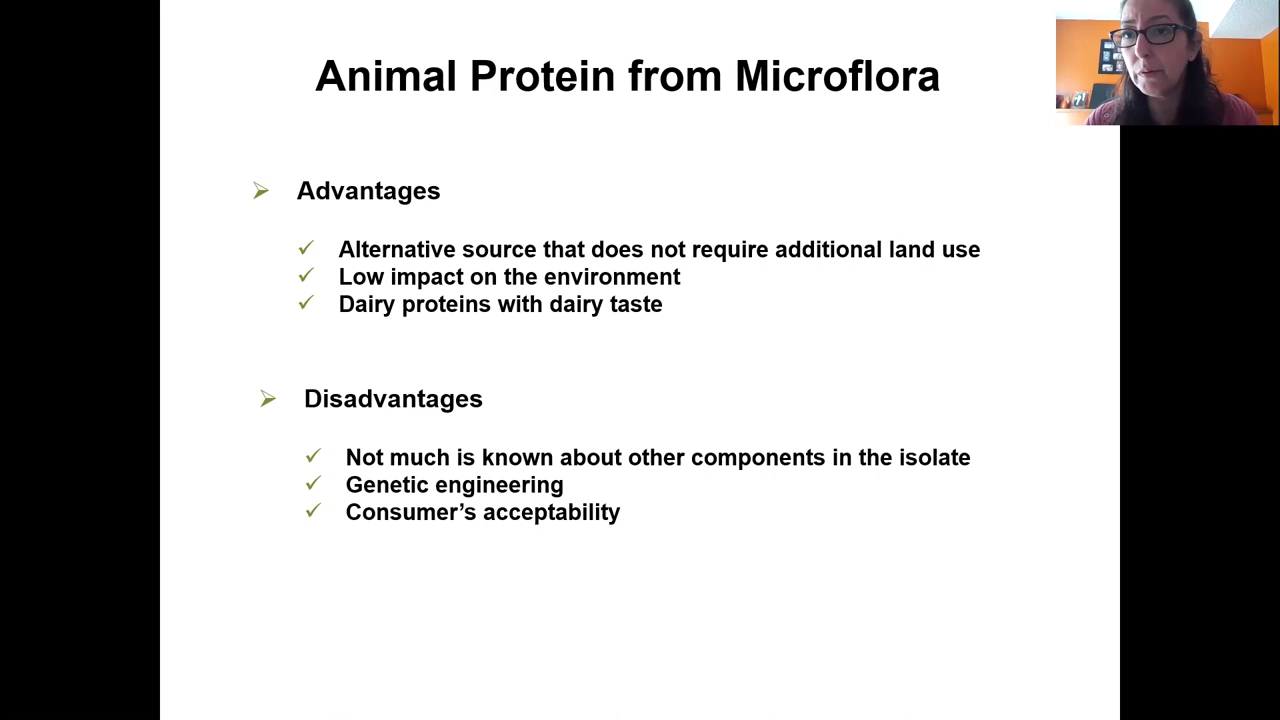 Animal Protein from Microflora
Advantages
Alternative source that does not require additional land use
Low impact on the environment
Dairy proteins with dairy taste
Disadvantages
Not much is known about other components in the isolate
Genetic engineering
Consumer’s acceptability